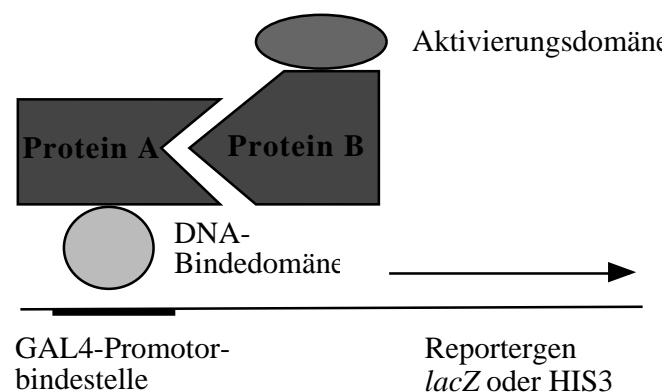 Aktivierungsdomäne
Protein A
Protein B
DNA-
Bindedomäne
GAL4-Promotor-
bindestelle
Reportergen
lacZ oder HIS3